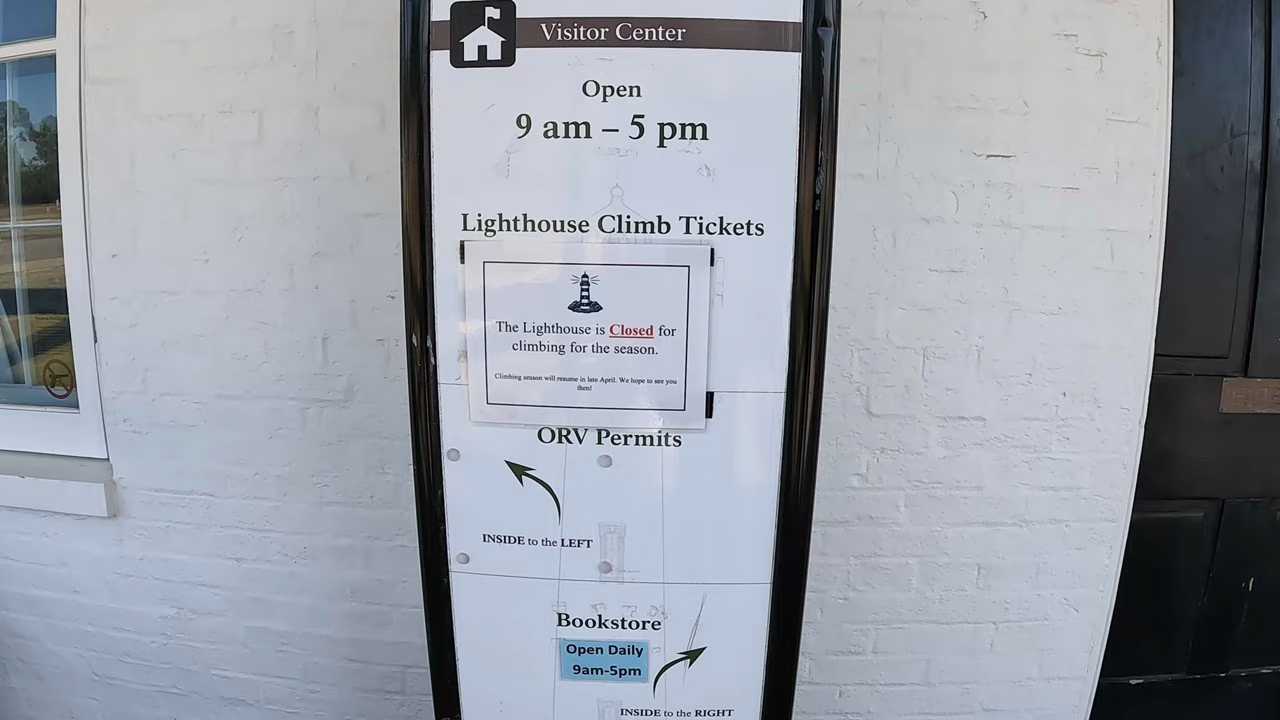 Visitor Center
Open
9 am – 5 pm
Lighthouse Climb Tickets
The Lighthouse is Closed for
climbing for the season.
Climbing season will resume in late April. We hope to see you
then!
ORV Permits
INSIDE to the LEFT
Bookstore
Open Daily
9am-5pm
INSIDE to the RIGHT